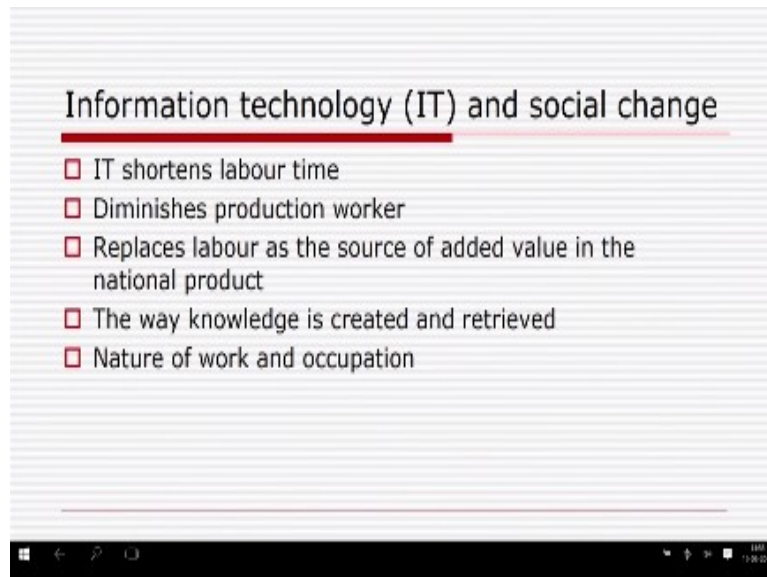 Information technology (IT) and social change
IT shortens labour time
Diminishes production worker
Replaces labour as the source of added value in the
national product
The way knowledge is created and retrieved
Nature of work and occupation